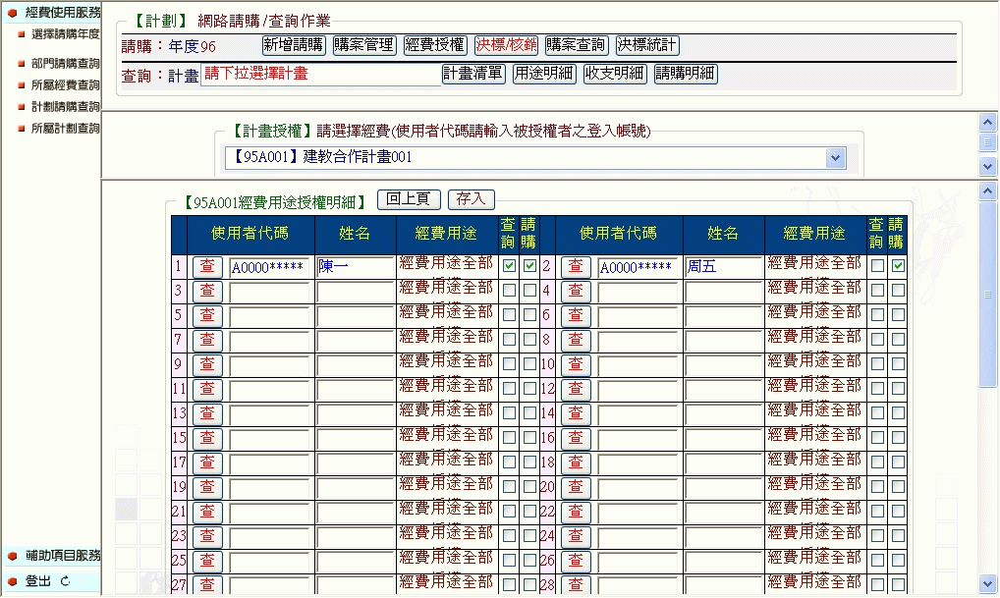 經費使用服務
選擇請購年度
部門請購查詢
所屬經費查詢
計劃請購查詢
所屬計劃查詢
輔助項目服務
登出
【計劃】 網路請購/查詢作業
請購：年度96 新增請購 購案管理 經費授權 決標/核銷 購案查詢 決標統計
查詢：計畫 請下拉選擇計畫 計畫清單 用途明細 收支明細 請購明細
【計畫授權】請選擇經費(使用者代碼請輸入被授權者之登入帳號)
【95A001】建教合作計畫001
【95A001經費用途授權明細】 回上頁 存入
使用者代碼 姓名 經費用途 查詢 請購 使用者代碼 姓名 經費用途 查詢 請購
1 查 A0000***** 陳一 經費用途全部 2 查 A0000***** 周五 經費用途全部
3 查 經費用途全部 4 查 經費用途全部
5 查 經費用途全部 6 查 經費用途全部
7 查 經費用途全部 8 查 經費用途全部
9 查 經費用途全部 10 查 經費用途全部
11 查 經費用途全部 12 查 經費用途全部
13 查 經費用途全部 14 查 經費用途全部
15 查 經費用途全部 16 查 經費用途全部
17 查 經費用途全部 18 查 經費用途全部
19 查 經費用途全部 20 查 經費用途全部
21 查 經費用途全部 22 查 經費用途全部
23 查 經費用途全部 24 查 經費用途全部
25 查 經費用途全部 26 查 經費用途全部
27 查 經費用途全部 28 查 經費用途全部